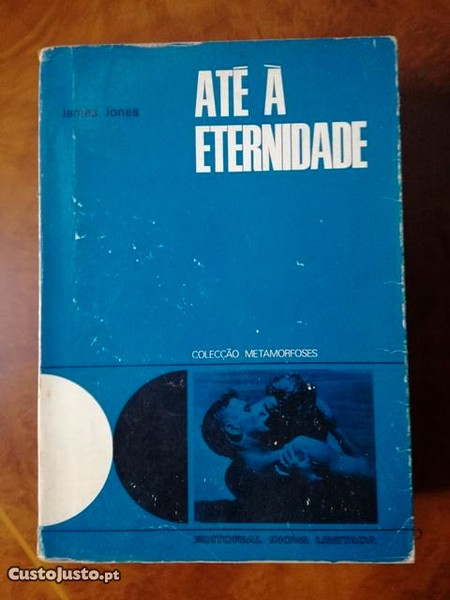 ATÉ À
ETERNIDADE
james jones
COLECÇÃO METAMORFOSES
EDITORIAL INOVA LIMITADA
CustoJusto.pt